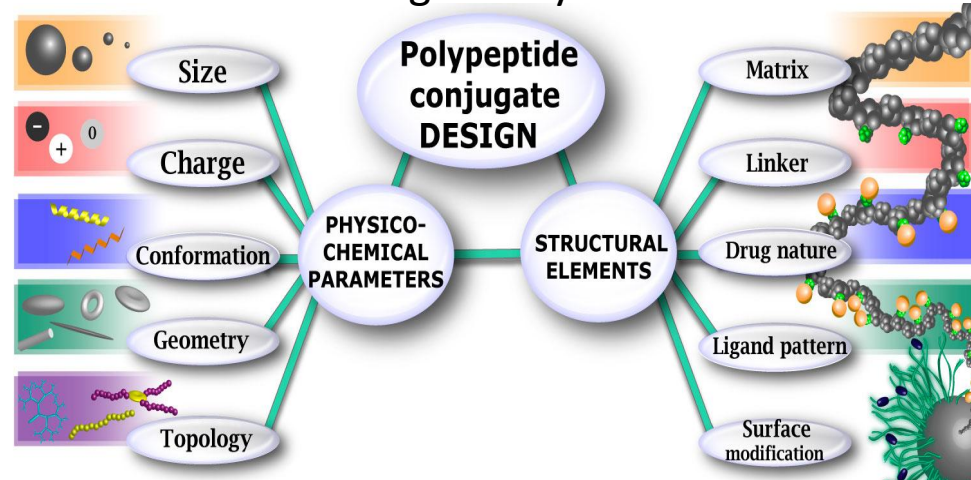 Polypeptide
conjugate
DESIGN
PHYSICO-
CHEMICAL
PARAMETERS
Size
Charge
Conformation
Geometry
Topology
−
+
0
STRUCTURAL
ELEMENTS
Matrix
Linker
Drug nature
Ligand pattern
Surface
modification